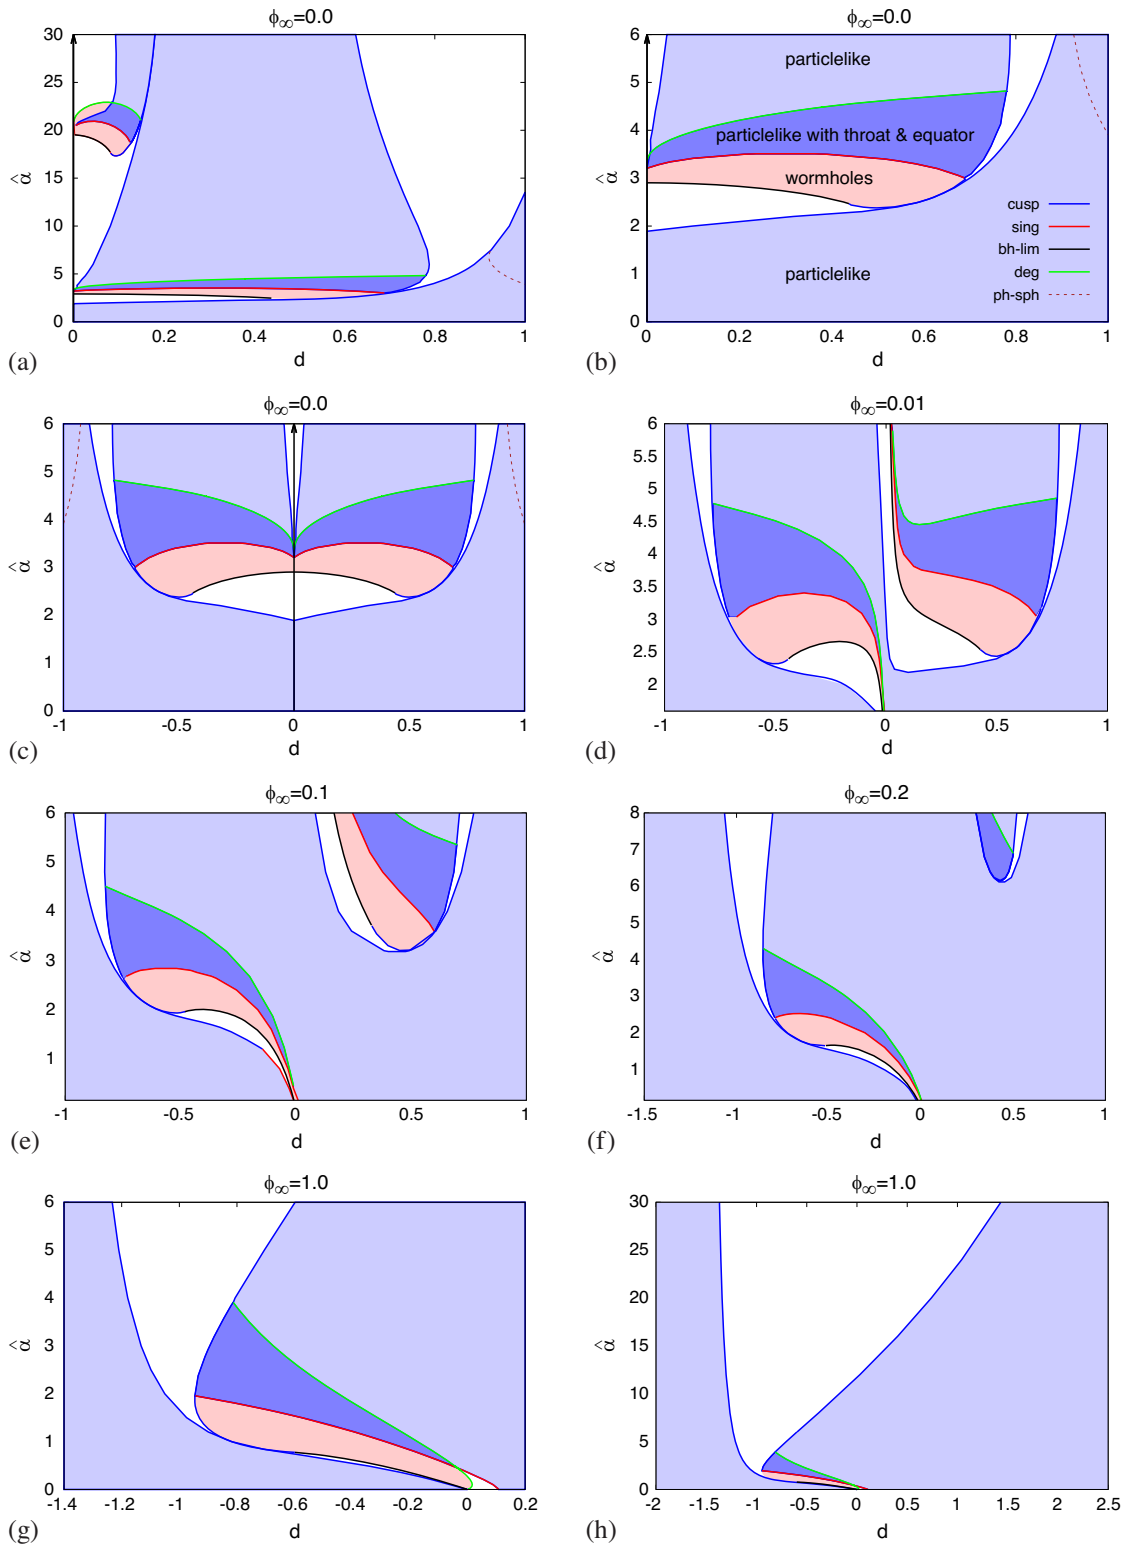 ϕ∞=0.0
30
25
20
15
10
5
0
α̂
0
0.2
0.4
0.6
0.8
1
d
(a)
ϕ∞=0.0
6
5
4
3
2
1
0
α̂
particlelike
particlelike with throat & equator
wormholes
particlelike
cusp
sing
bh-lim
deg
ph-sph
0
0.2
0.4
0.6
0.8
1
d
(b)
ϕ∞=0.0
6
5
4
3
2
1
0
α̂
-1
-0.5
0
0.5
1
d
(c)
ϕ∞=0.01
6
5.5
5
4.5
4
3.5
3
2.5
2
α̂
-1
-0.5
0
0.5
1
d
(d)
ϕ∞=0.1
6
5
4
3
2
1
α̂
-1
-0.5
0
0.5
1
d
(e)
ϕ∞=0.2
8
7
6
5
4
3
2
1
α̂
-1.5
-1
-0.5
0
0.5
1
d
(f)
ϕ∞=1.0
6
5
4
3
2
1
0
α̂
-1.4
-1.2
-1
-0.8
-0.6
-0.4
-0.2
0
0.2
d
(g)
ϕ∞=1.0
30
25
20
15
10
5
0
α̂
-2
-1.5
-1
-0.5
0
0.5
1
1.5
2
2.5
d
(h)